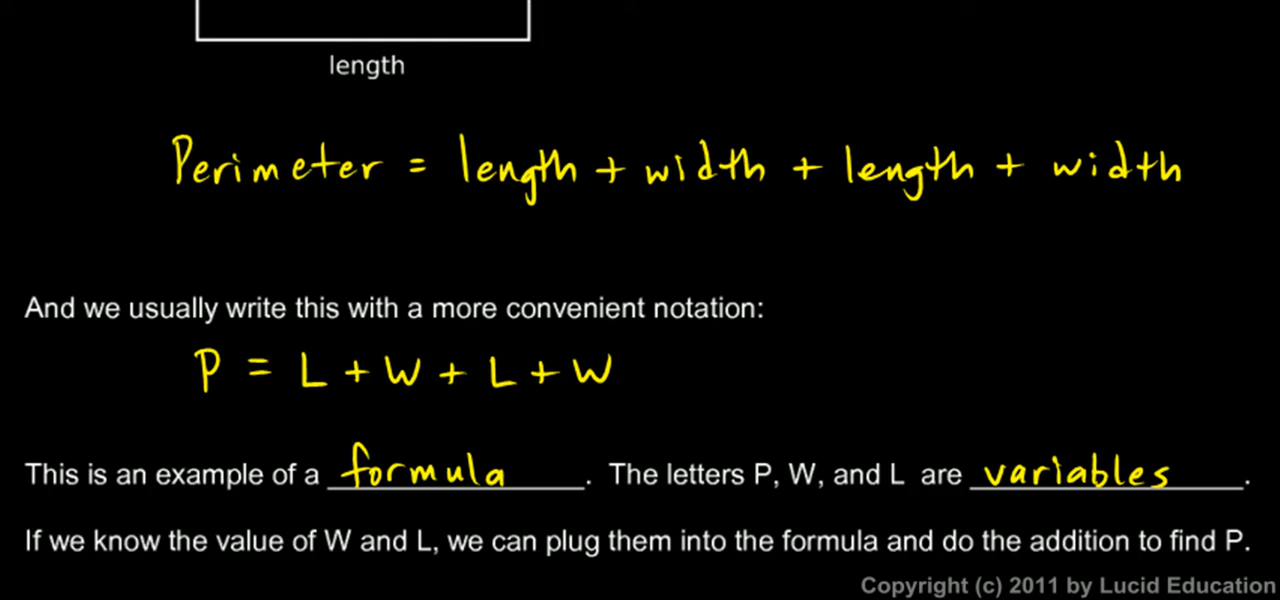 length
Perimeter = length + width + length + width
And we usually write this with a more convenient notation:
P = L + W + L + W
This is an example of a formula. The letters P, W, and L are variables.
If we know the value of W and L, we can plug them into the formula and do the addition to find P.
Copyright (c) 2011 by Lucid Education